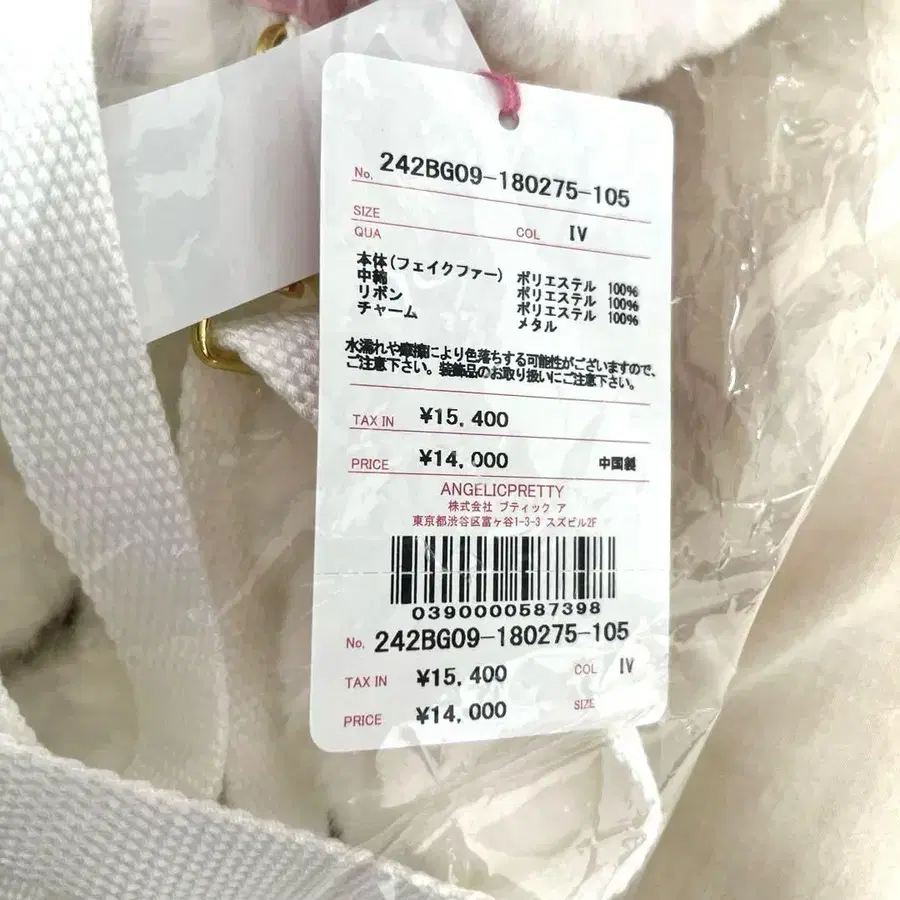 No. 242BG09-180275-105
SIZE
QUA COL IV
本体(フェイクファー) ポリエステル 100%
中綿 ポリエステル 100%
リボン ポリエステル 100%
チャーム メタル
水濡れや摩擦により色落ちする可能性がございますので、
ご注意下さい。装飾品のお取り扱いにご注意下さい。
TAX IN ¥15,400
PRICE ¥14,000 中国製
ANGELICPRETTY
株式会社 ブティック ア
東京都渋谷区富ヶ谷1-3-3 スズビル2F
0390000587398
No. 242BG09-180275-105
TAX IN ¥15,400 COL IV
PRICE ¥14,000 SIZE